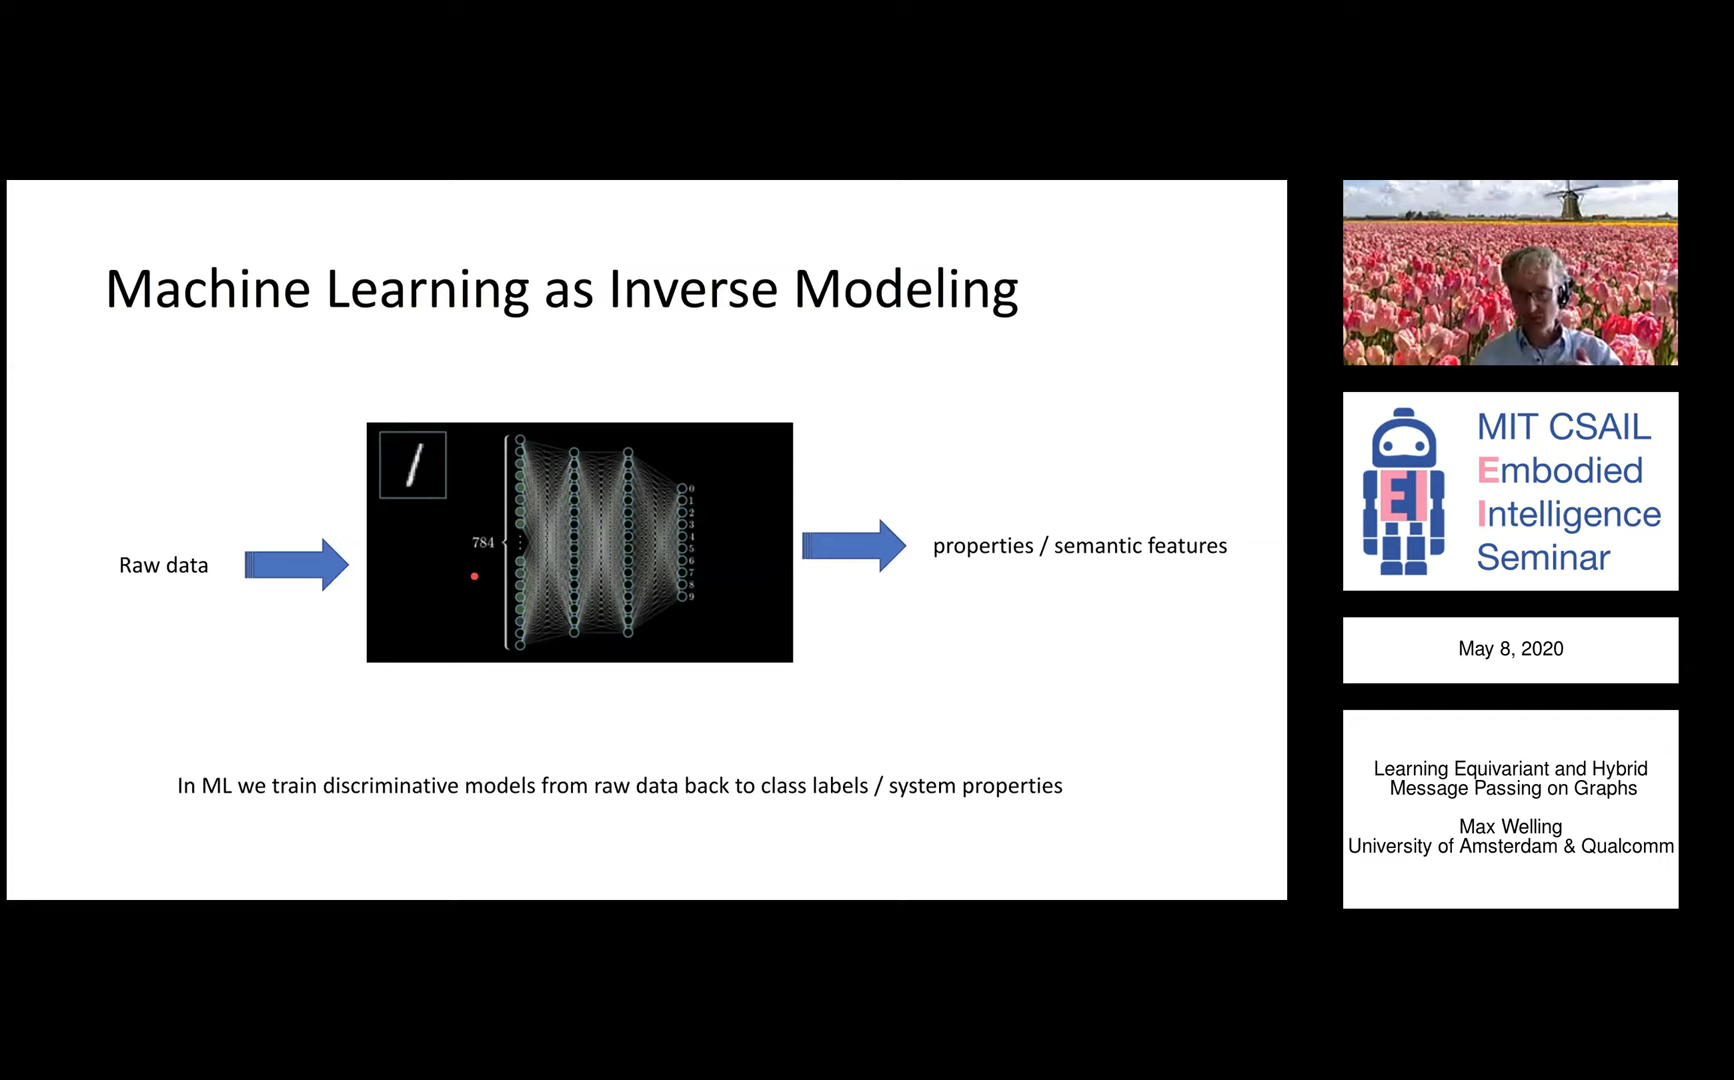 Machine Learning as Inverse Modeling
Raw data
784
0
1
2
3
4
5
6
7
8
9
properties / semantic features
In ML we train discriminative models from raw data back to class labels / system properties
EI
MIT CSAIL
Embodied
Intelligence
Seminar
May 8, 2020
Learning Equivariant and Hybrid
Message Passing on Graphs
Max Welling
University of Amsterdam & Qualcomm